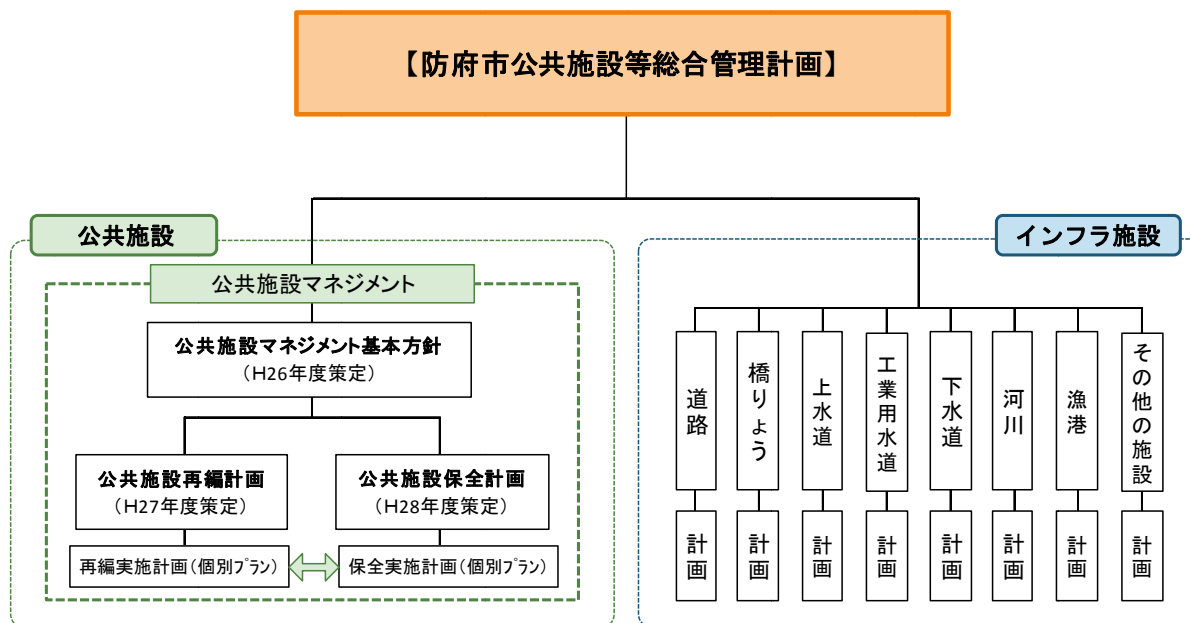 【防府市公共施設等総合管理計画】
公共施設
インフラ施設
公共施設マネジメント
公共施設マネジメント基本方針
（H26年度策定）
公共施設再編計画
（H27年度策定）
公共施設保全計画
（H28年度策定）
再編実施計画（個別プラン）
保全実施計画（個別プラン）
道路
橋りょう
上水道
工業用水道
下水道
河川
漁港
その他の施設
計画
計画
計画
計画
計画
計画
計画
計画